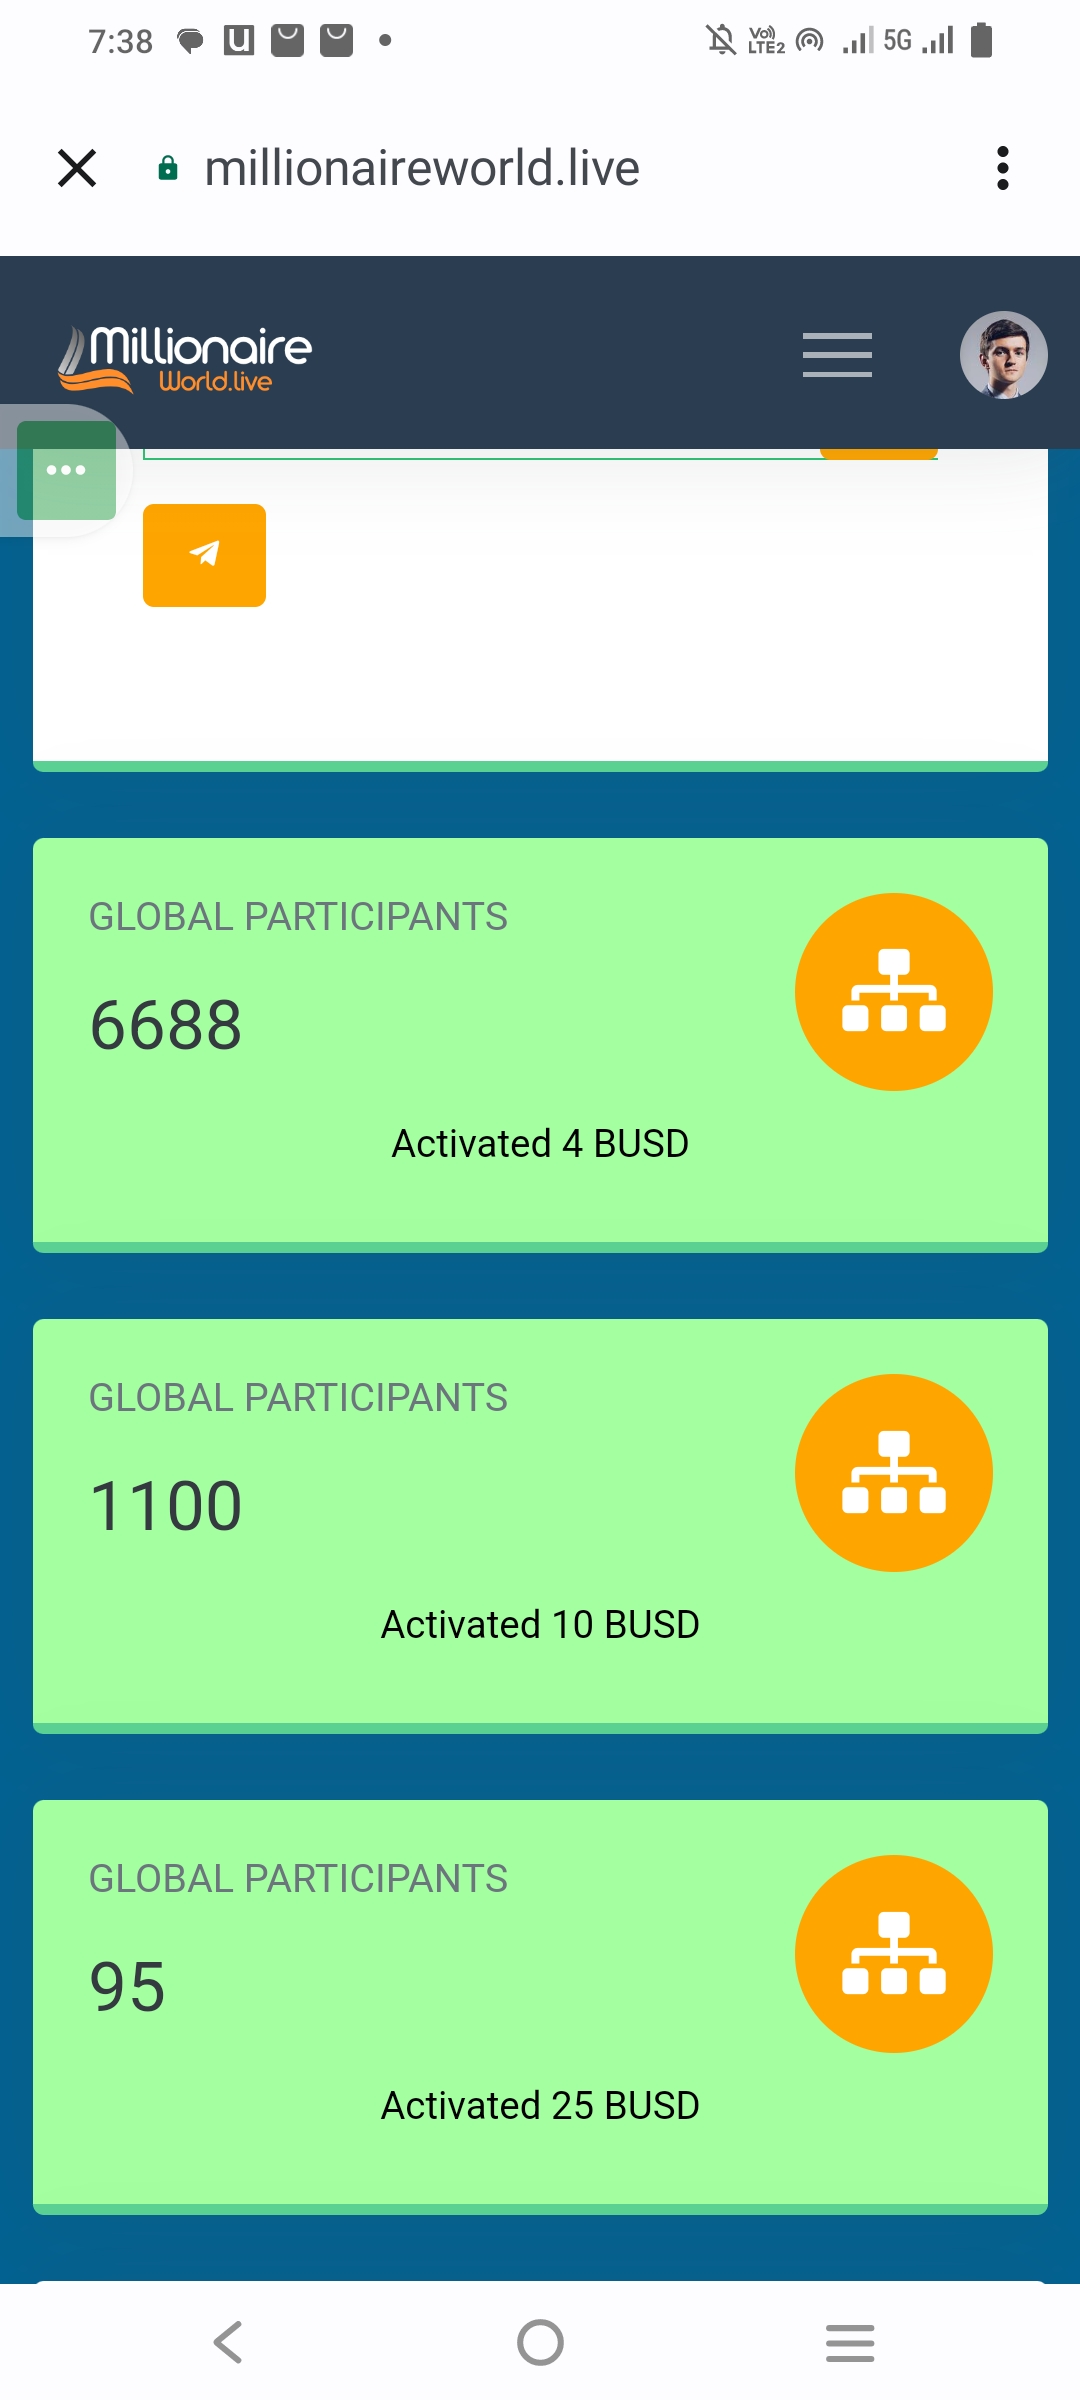 7:38
Vo)) LTE2 5G
millionaireworld.live
Millionaire
World.live
GLOBAL PARTICIPANTS
6688
Activated 4 BUSD
GLOBAL PARTICIPANTS
1100
Activated 10 BUSD
GLOBAL PARTICIPANTS
95
Activated 25 BUSD